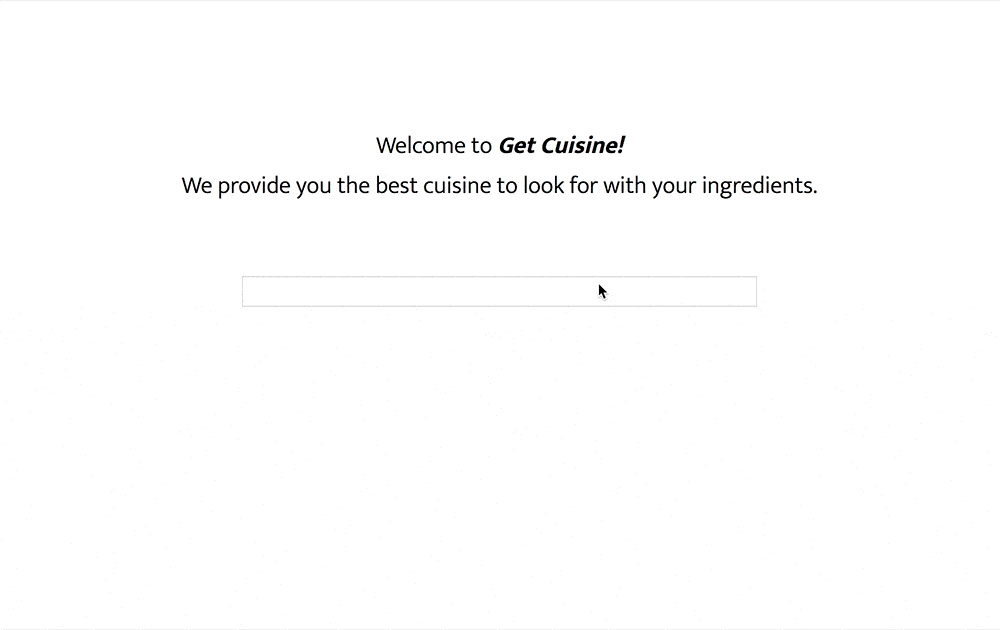 Welcome to Get Cuisine!
We provide you the best cuisine to look for with your ingredients.